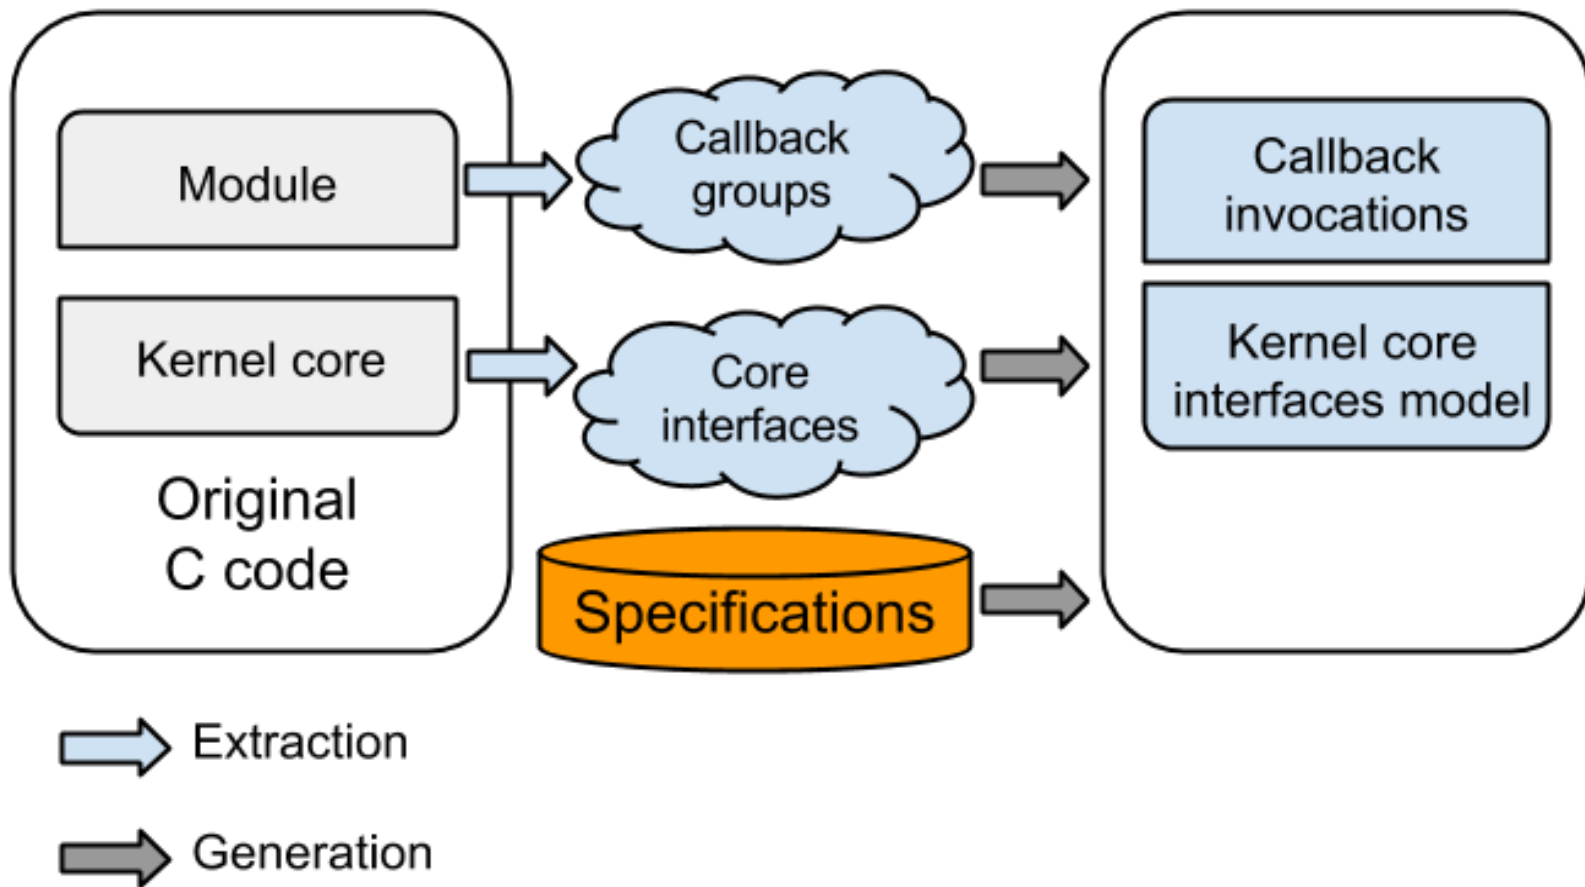 Module
Kernel core
Original
C code
Callback
groups
Core
interfaces
Specifications
Callback
invocations
Kernel core
interfaces model
Extraction
Generation